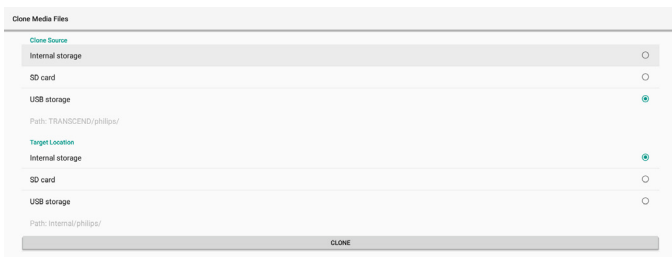 Clone Media Files
Clone Source
Internal storage
SD card
USB storage
Path: TRANSCEND/philips/
Target Location
Internal storage
SD card
USB storage
Path: Internal/philips/
CLONE